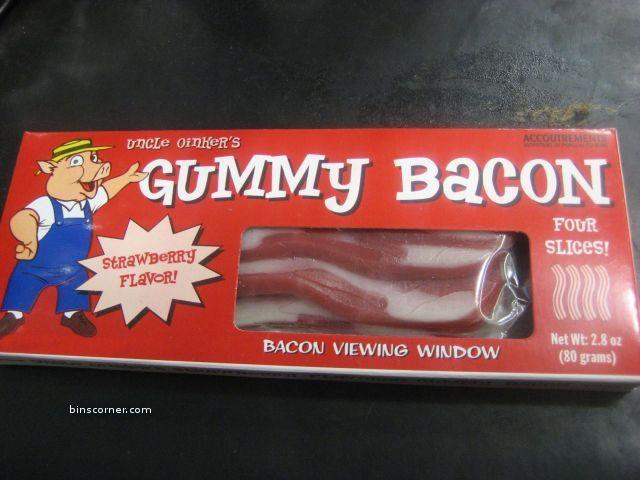 UNCLE OINKER'S
ACCOUTREMENTS
GUMMY BACON
FOUR
SLICES!
STRAWBERRY
FLAVOR!
Net Wt: 2.8 oz
(80 grams)
BACON VIEWING WINDOW
binscorner.com